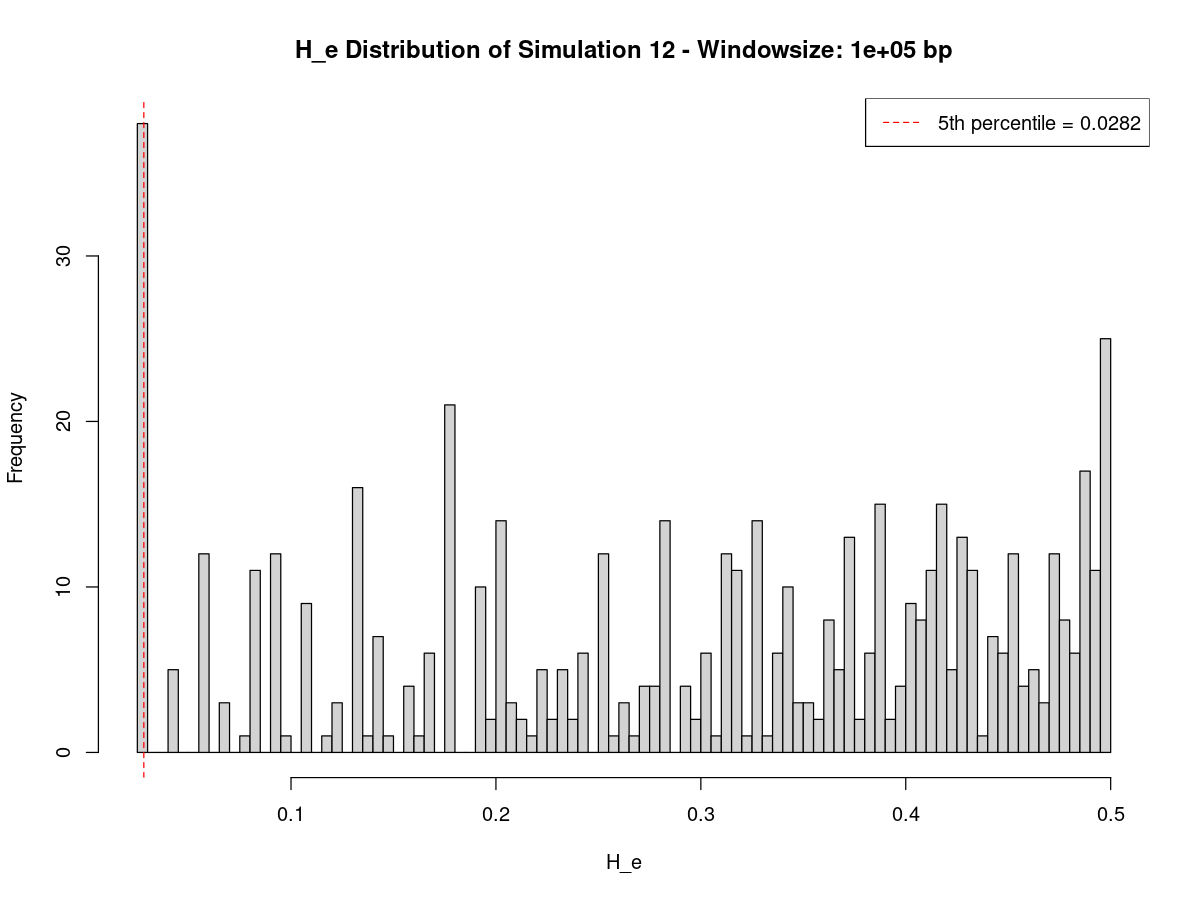 H_e Distribution of Simulation 12 - Windowsize: 1e+05 bp
5th percentile = 0.0282
Frequency
30
20
10
0
0.1 0.2 0.3 0.4 0.5
H_e